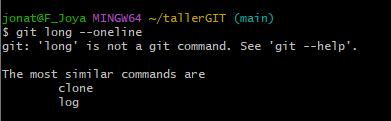 jonat@F_Joya MINGW64 ~/tallerGIT (main)
$ git long --oneline
git: 'long' is not a git command. See 'git --help'.

The most similar commands are
        clone
        log